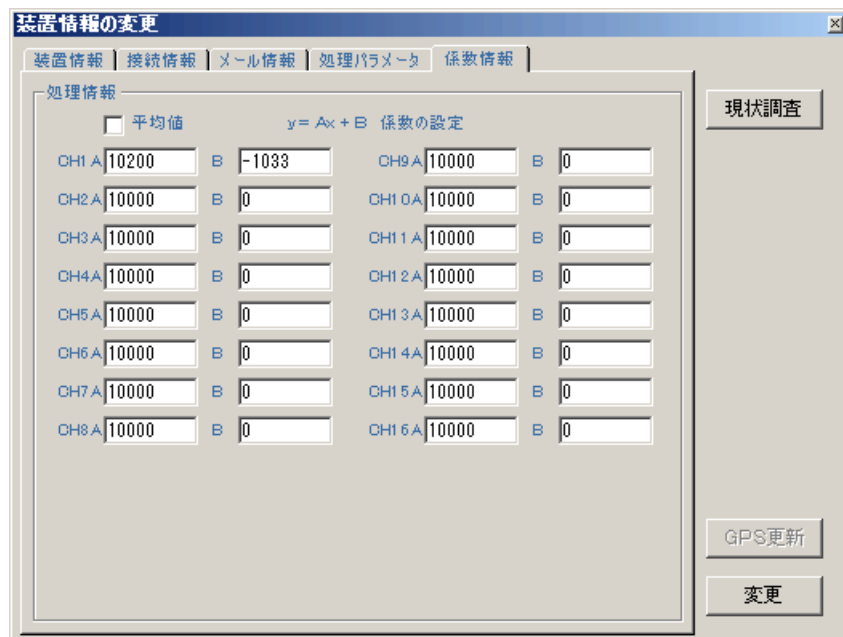 装置情報の変更
装置情報 接続情報 メール情報 処理パラメータ 係数情報
処理情報
平均値 y= Ax + B 係数の設定
CH1 A 10200 B -1033 CH9 A 10000 B 0
CH2 A 10000 B 0 CH10A 10000 B 0
CH3 A 10000 B 0 CH11 A 10000 B 0
CH4 A 10000 B 0 CH12 A 10000 B 0
CH5 A 10000 B 0 CH13 A 10000 B 0
CH6 A 10000 B 0 CH14 A 10000 B 0
CH7 A 10000 B 0 CH15 A 10000 B 0
CH8 A 10000 B 0 CH16 A 10000 B 0
現状調査
GPS更新
変更